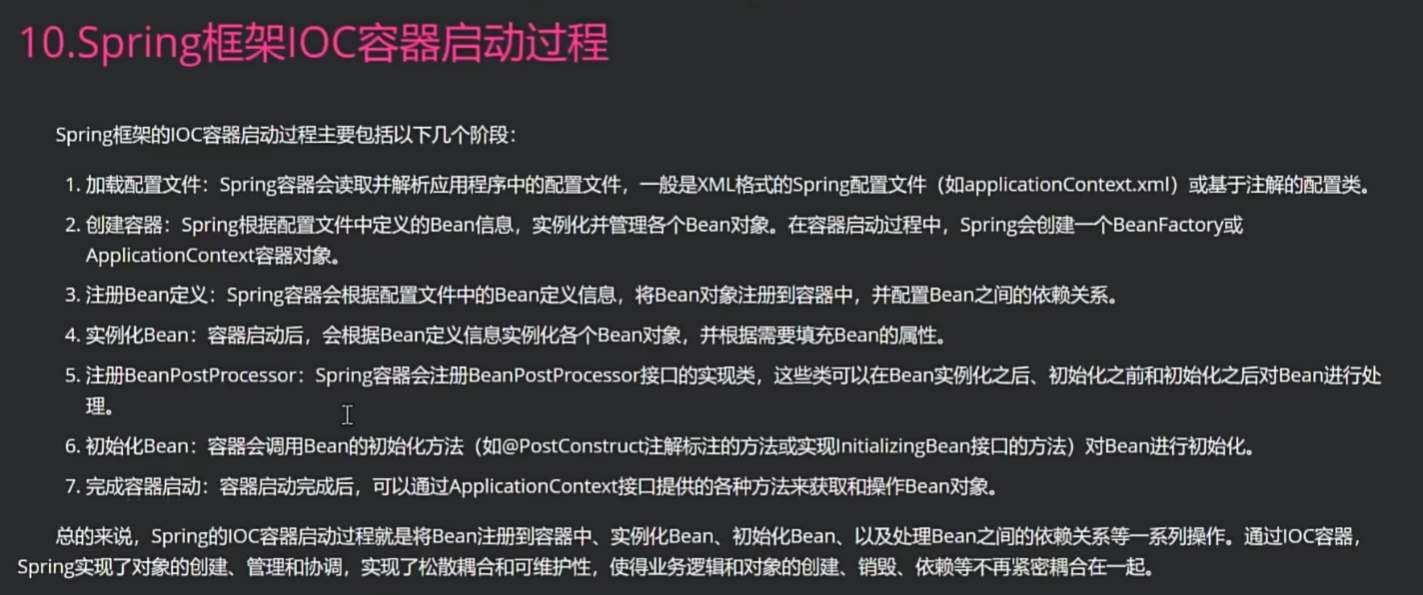 10.Spring框架IOC容器启动过程
Spring框架的IOC容器启动过程主要包括以下几个阶段：
1. 加载配置文件：Spring容器会读取并解析应用程序中的配置文件，一般是XML格式的Spring配置文件（如applicationContext.xml）或基于注解的配置类。
2. 创建容器：Spring根据配置文件中定义的Bean信息，实例化并管理各个Bean对象。在容器启动过程中，Spring会创建一个BeanFactory或
ApplicationContext容器对象。
3. 注册Bean定义：Spring容器会根据配置文件中的Bean定义信息，将Bean对象注册到容器中，并配置Bean之间的依赖关系。
4. 实例化Bean：容器启动后，会根据Bean定义信息实例化各个Bean对象，并根据需要填充Bean的属性。
5. 注册BeanPostProcessor：Spring容器会注册BeanPostProcessor接口的实现类，这些类可以在Bean实例化之后、初始化之前和初始化之后对Bean进行处
理。
6. 初始化Bean：容器会调用Bean的初始化方法（如@PostConstruct注解标注的方法或实现InitializingBean接口的方法）对Bean进行初始化。
7. 完成容器启动：容器启动完成后，可以通过ApplicationContext接口提供的各种方法来获取和操作Bean对象。
总的来说，Spring的IOC容器启动过程就是将Bean注册到容器中、实例化Bean、初始化Bean、以及处理Bean之间的依赖关系等一系列操作。通过IOC容器，
Spring实现了对象的创建、管理和协调，实现了松散耦合和可维护性，使得业务逻辑和对象的创建、销毁、依赖等不再紧密耦合在一起。